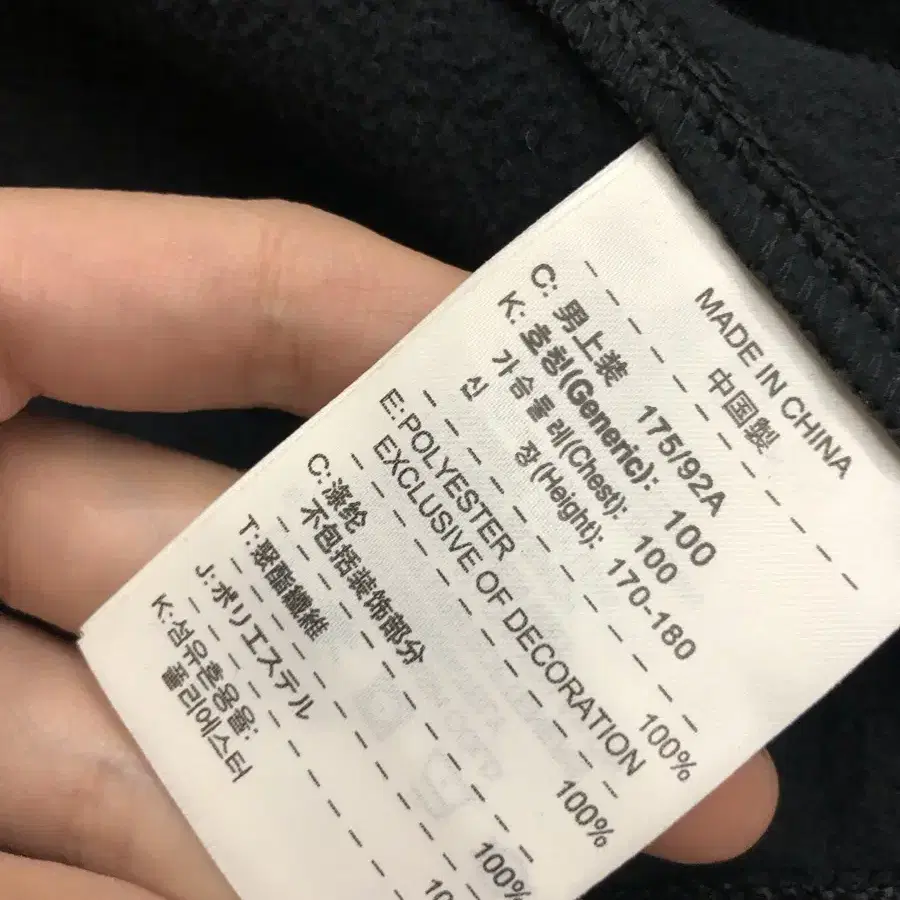 MADE IN CHINA
中国製
C: 男上装 175/92A
K: 호칭(Generic): 100
가슴둘레(Chest): 100
신 장(Height): 170-180
E:POLYESTER 100%
EXCLUSIVE OF DECORATION
C:涤纶 100%
不包括装饰部分
T:聚酯纖維 100%
J:ポリエステル
K:섬유혼용율:
폴리에스터